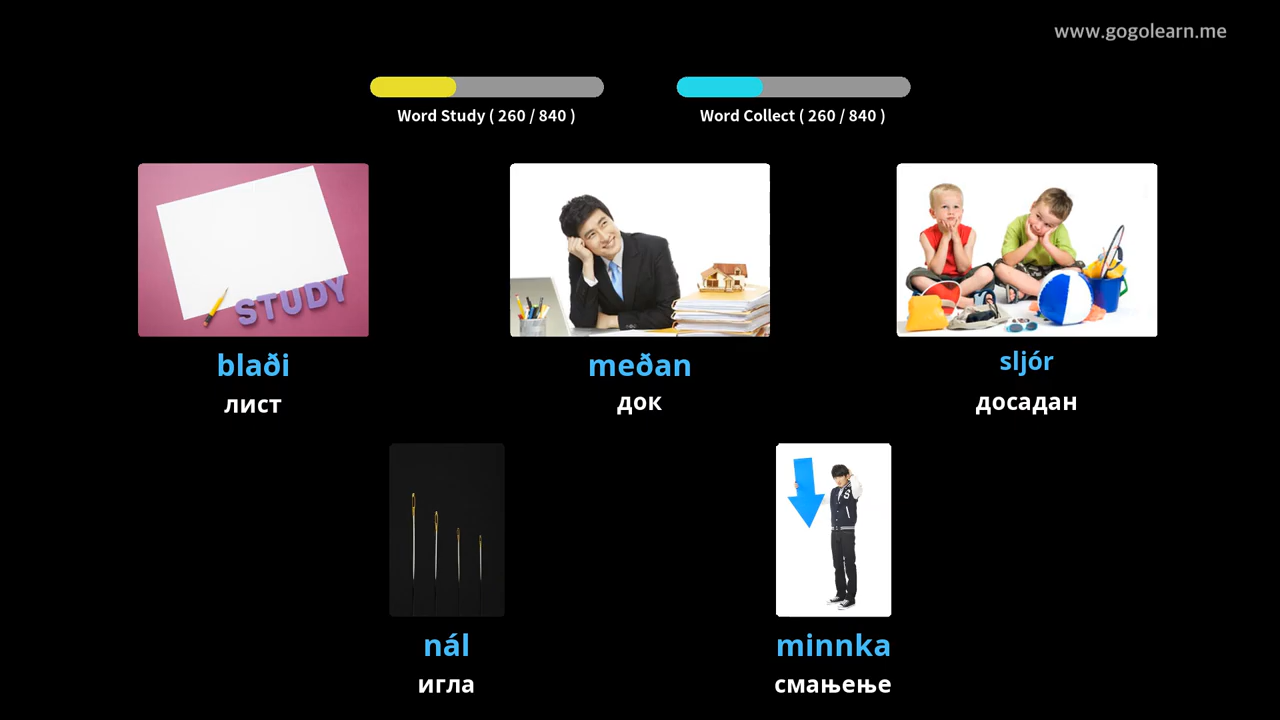 www.gogolearn.me
Word Study ( 260 / 840 )
Word Collect ( 260 / 840 )
STUDY
blaði
meðan
sljór
лист
док
досадан
S
nál
minnka
игла
смањење